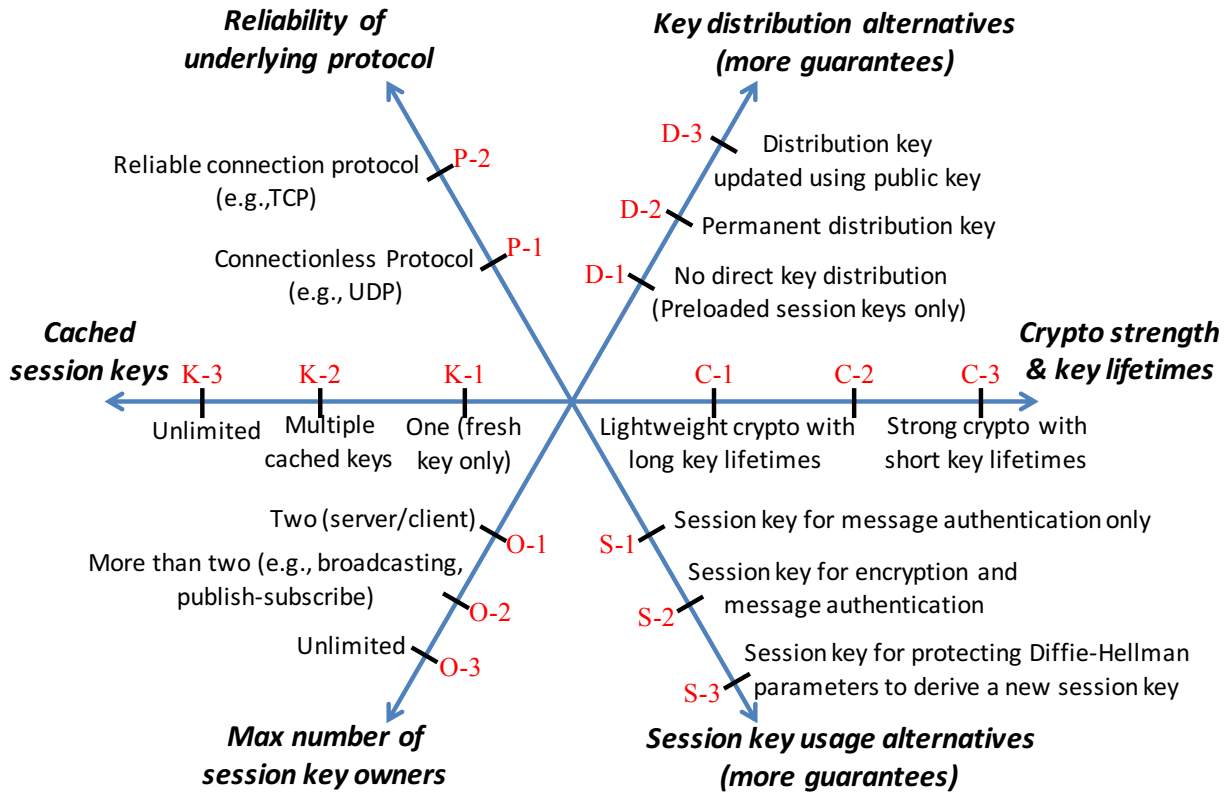 Reliability of
underlying protocol
Key distribution alternatives
(more guarantees)
D-3
Distribution key
updated using public key
P-2
Reliable connection protocol
(e.g.,TCP)
D-2
Permanent distribution key
P-1
Connectionless Protocol
(e.g., UDP)
D-1
No direct key distribution
(Preloaded session keys only)
Cached
session keys
Crypto strength
& key lifetimes
K-3
K-2
K-1
C-1
C-2
C-3
Unlimited
Multiple
cached keys
One (fresh
key only)
Lightweight crypto with
long key lifetimes
Strong crypto with
short key lifetimes
Two (server/client)
O-1
S-1
Session key for message authentication only
More than two (e.g., broadcasting,
publish-subscribe)
O-2
S-2
Session key for encryption and
message authentication
Unlimited
O-3
S-3
Session key for protecting Diffie-Hellman
parameters to derive a new session key
Max number of
session key owners
Session key usage alternatives
(more guarantees)